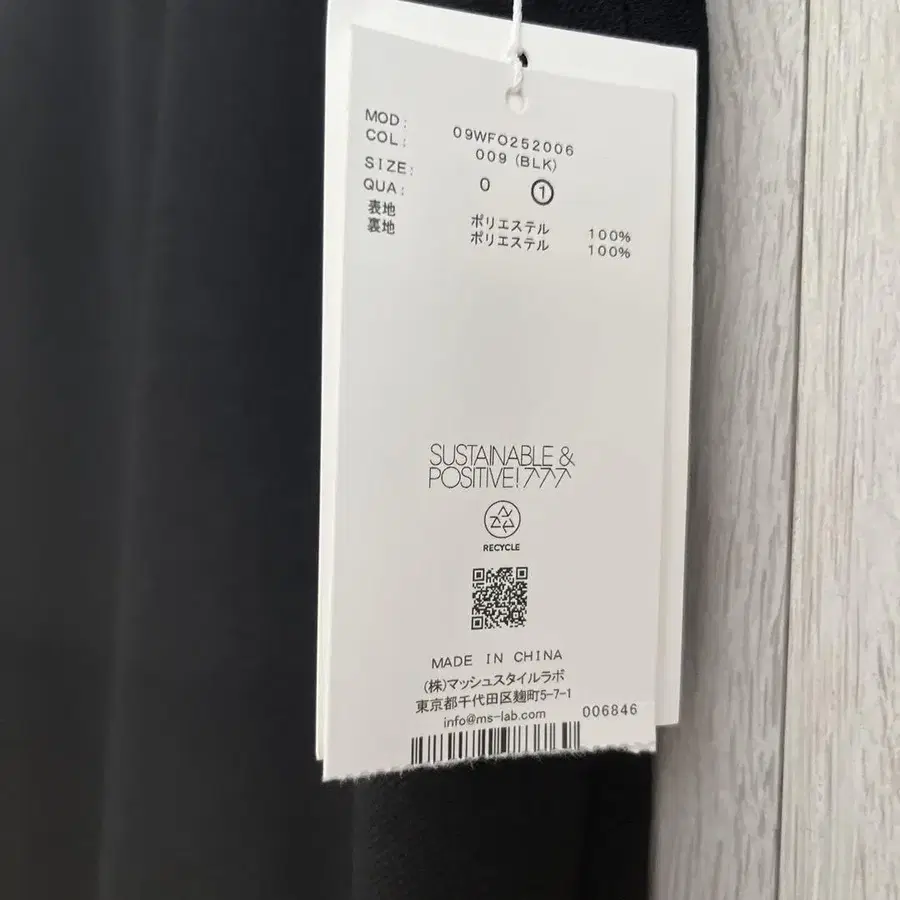 MOD: 09WFO252006
COL: 009 (BLK)
SIZE: 0 ①
QUA:
表地 ポリエステル 100%
裏地 ポリエステル 100%
SUSTAINABLE &
POSITIVE! ↗↗↗
RECYCLE
MADE IN CHINA
(株)マッシュスタイルラボ
東京都千代田区麹町5-7-1
info@ms-lab.com 006846